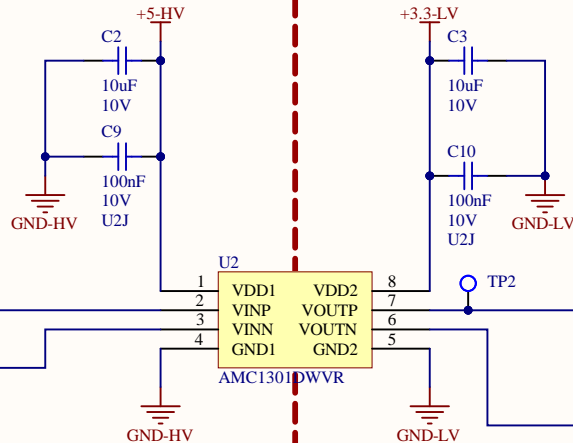 +5-HV
+3.3-LV
C2
10uF
10V
C3
10uF
10V
C9
100nF
10V
U2J
C10
100nF
10V
U2J
GND-HV
GND-LV
U2
1 VDD1 VDD2 8
2 VINP VOUTP 7
3 VINN VOUTN 6
4 GND1 GND2 5
TP2
AMC1301DWVR
GND-HV
GND-LV